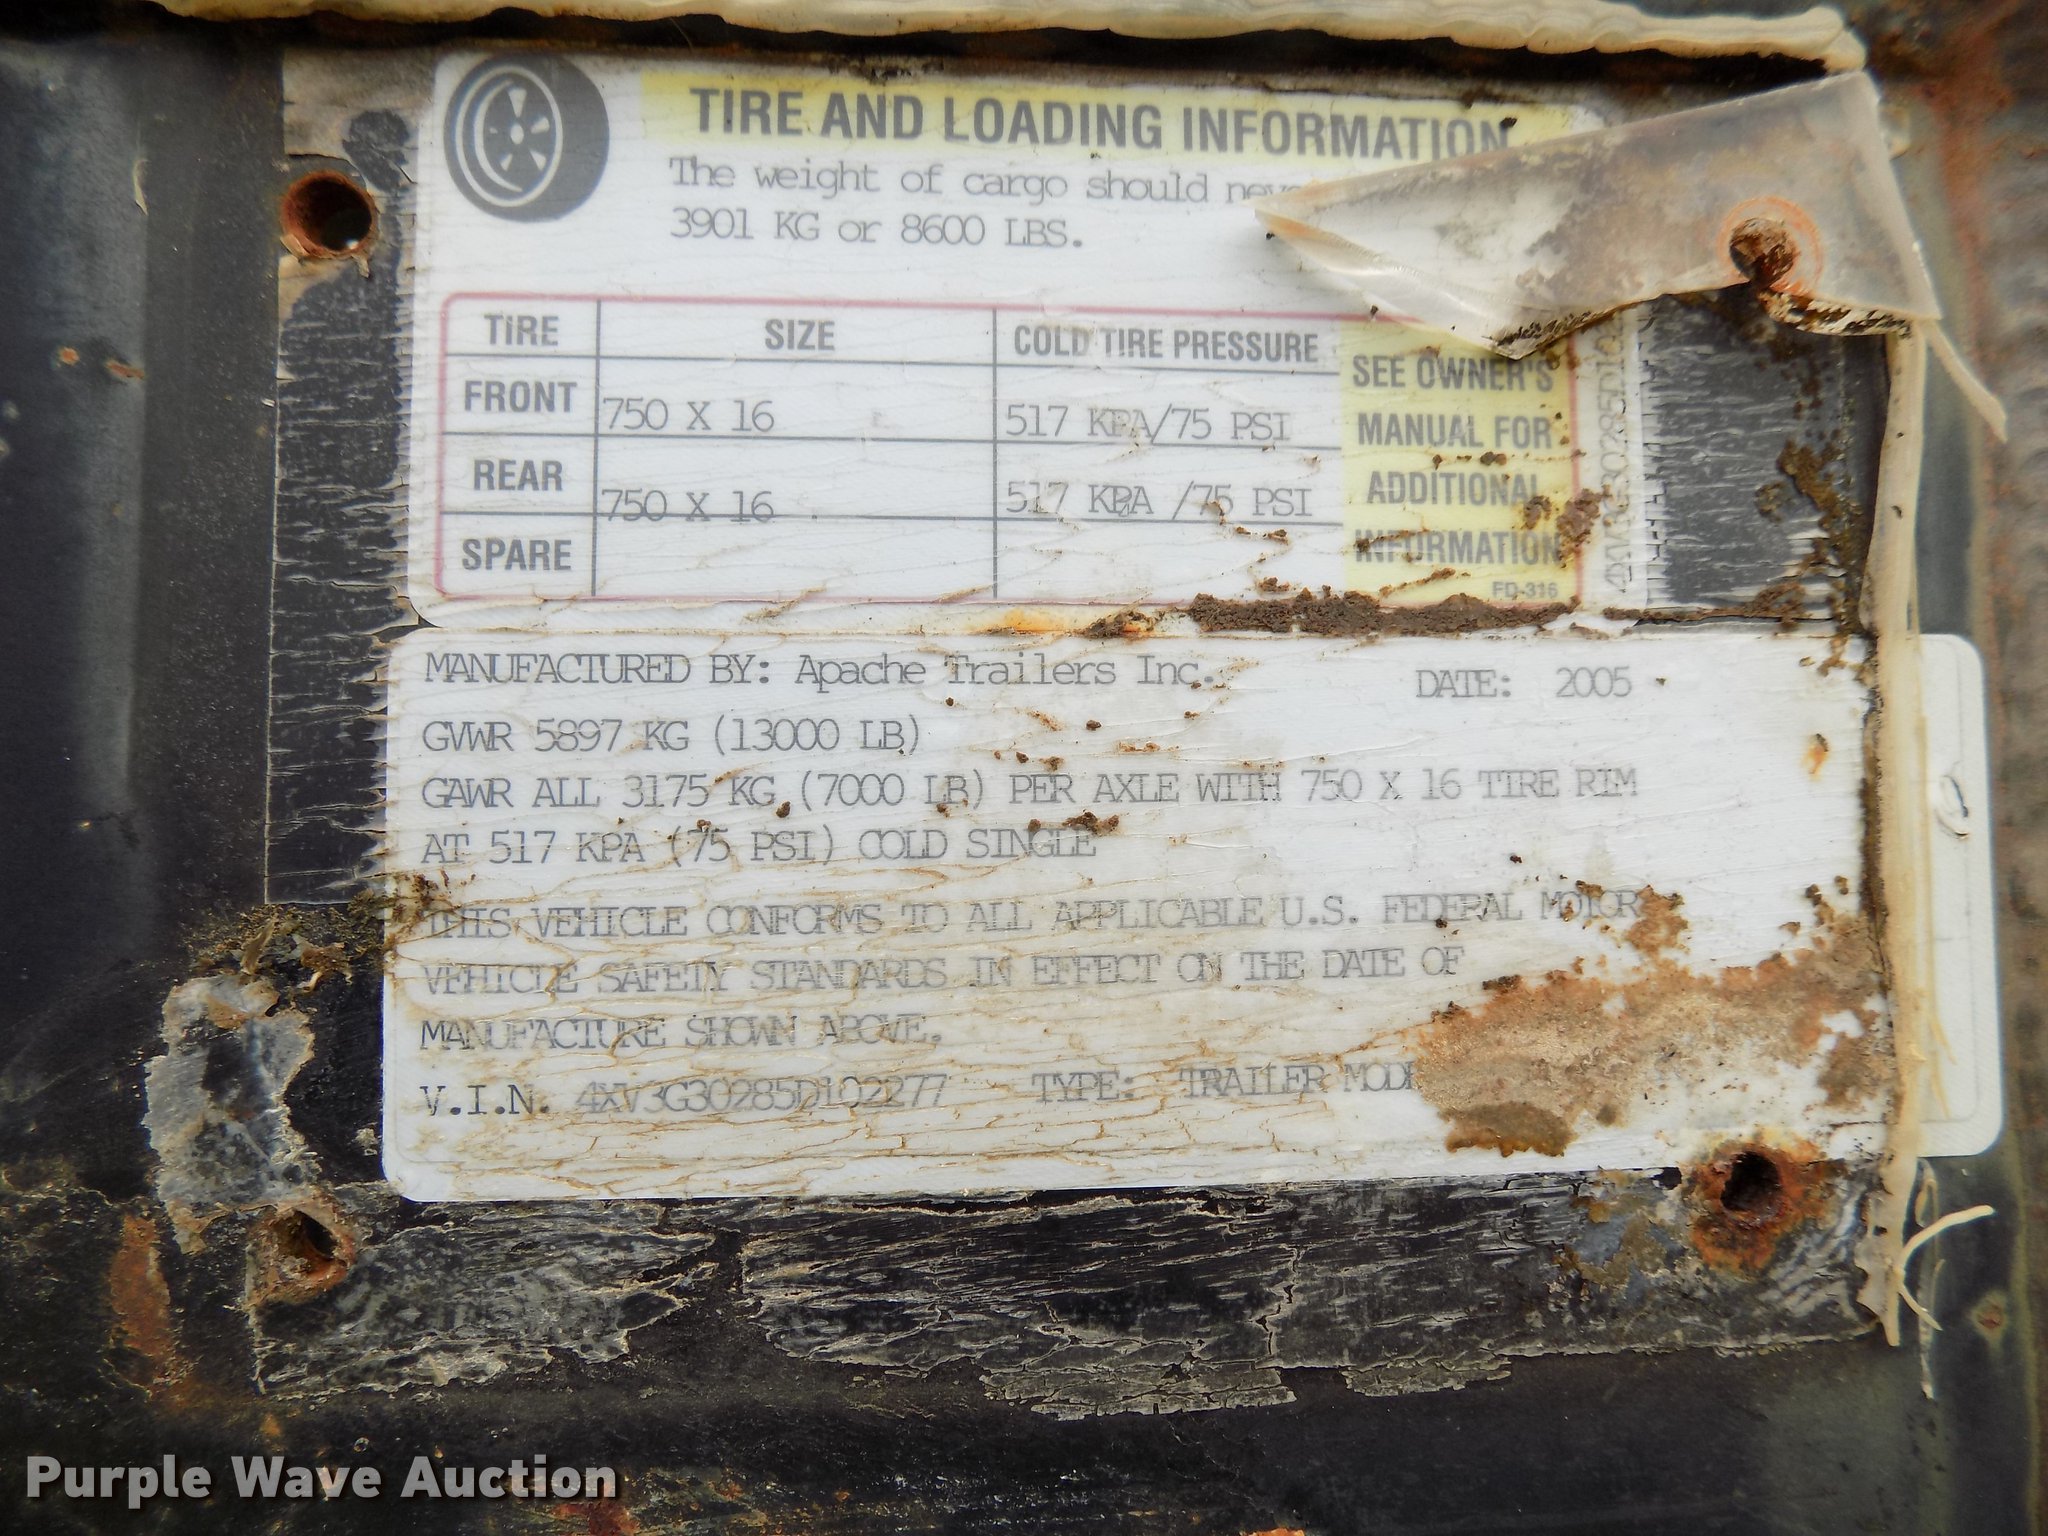 TIRE AND LOADING INFORMATION
The weight of cargo should
3901 KG or 8600 LBS.
TIRE SIZE COLD TIRE PRESSURE
FRONT 750 X 16 517 KPA/75 PSI
REAR 750 X 16 517 KPA /75 PSI
SPARE
SEE OWNER'S
MANUAL FOR
ADDITIONAL
INFORMATION
FD-316
MANUFACTURED BY: Apache Trailers Inc. DATE: 2005
GVWR 5897 KG (13000 LB)
GAWR ALL 3175 KG (7000 LB) PER AXLE WITH 750 X 16 TIRE RIM
AT 517 KPA (75 PSI) COLD SINGLE
THIS VEHICLE CONFORMS TO ALL APPLICABLE U.S. FEDERAL MOTOR
VEHICLE SAFETY STANDARDS IN EFFECT ON THE DATE OF
MANUFACTURE SHOWN ABOVE.
V.I.N. 4XV3G30285D102277 TYPE: TRAILER
Purple Wave Auction